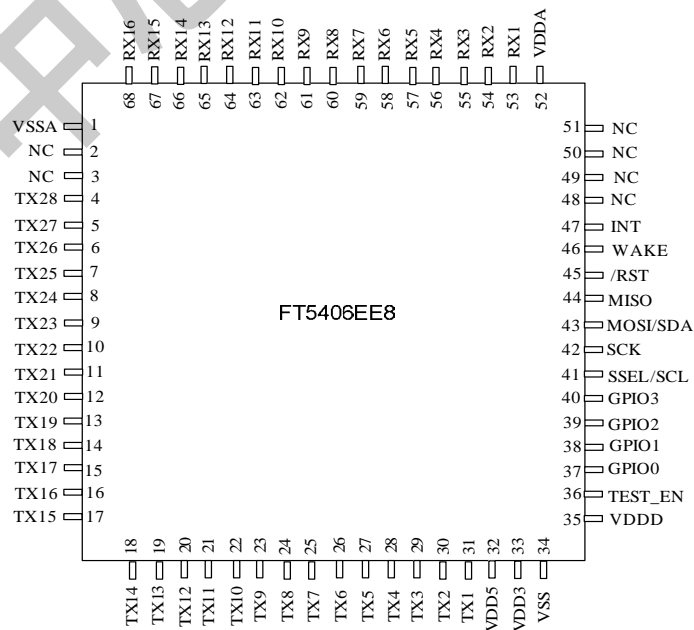 RX16 RX15 RX14 RX13 RX12 RX11 RX10 RX9 RX8 RX7 RX6 RX5 RX4 RX3 RX2 RX1 VDDA
68 67 66 65 64 63 62 61 60 59 58 57 56 55 54 53 52
VSSA 1
NC 2
NC 3
TX28 4
TX27 5
TX26 6
TX25 7
TX24 8
TX23 9
TX22 10
TX21 11
TX20 12
TX19 13
TX18 14
TX17 15
TX16 16
TX15 17
FT5406EE8
51 NC
50 NC
49 NC
48 NC
47 INT
46 WAKE
45 /RST
44 MISO
43 MOSI/SDA
42 SCK
41 SSEL/SCL
40 GPIO3
39 GPIO2
38 GPIO1
37 GPIO0
36 TEST_EN
35 VDDD
18 19 20 21 22 23 24 25 26 27 28 29 30 31 32 33 34
TX14 TX13 TX12 TX11 TX10 TX9 TX8 TX7 TX6 TX5 TX4 TX3 TX2 TX1 VDD5 VDD3 VSS